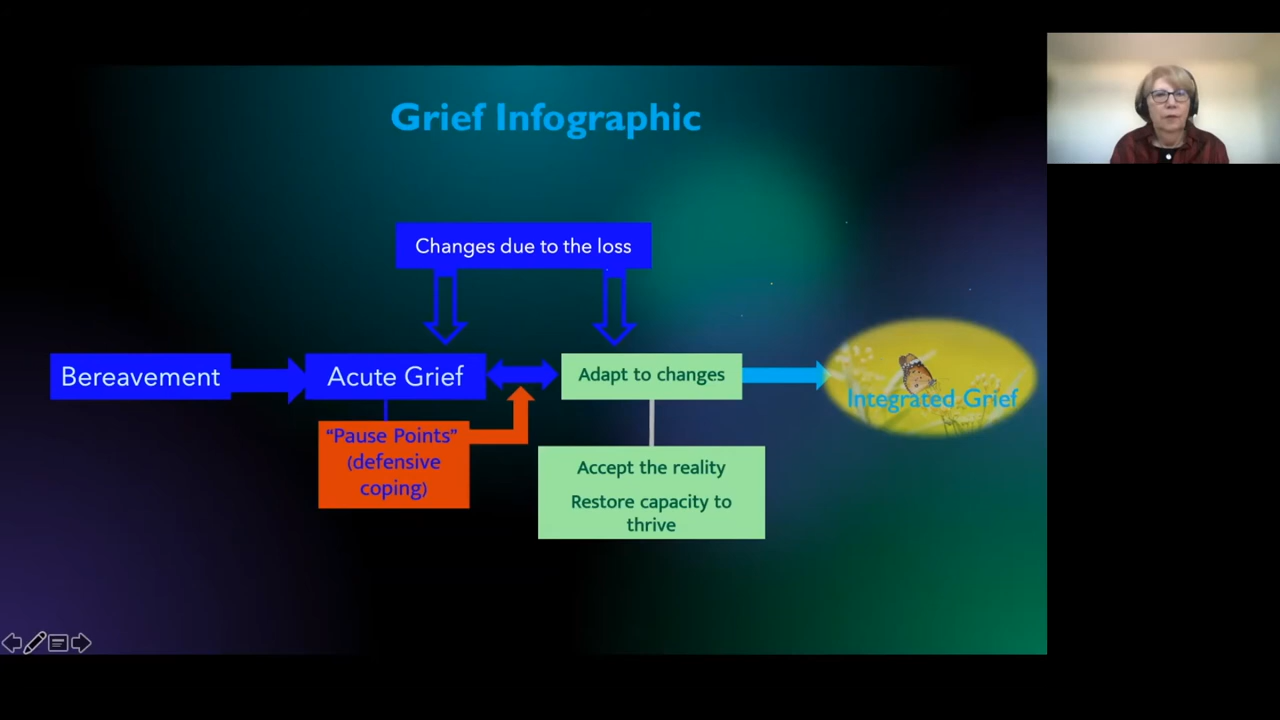 Grief Infographic
Changes due to the loss
Bereavement
Acute Grief
Adapt to changes
Integrated Grief
“Pause Points”
(defensive
coping)
Accept the reality
Restore capacity to
thrive